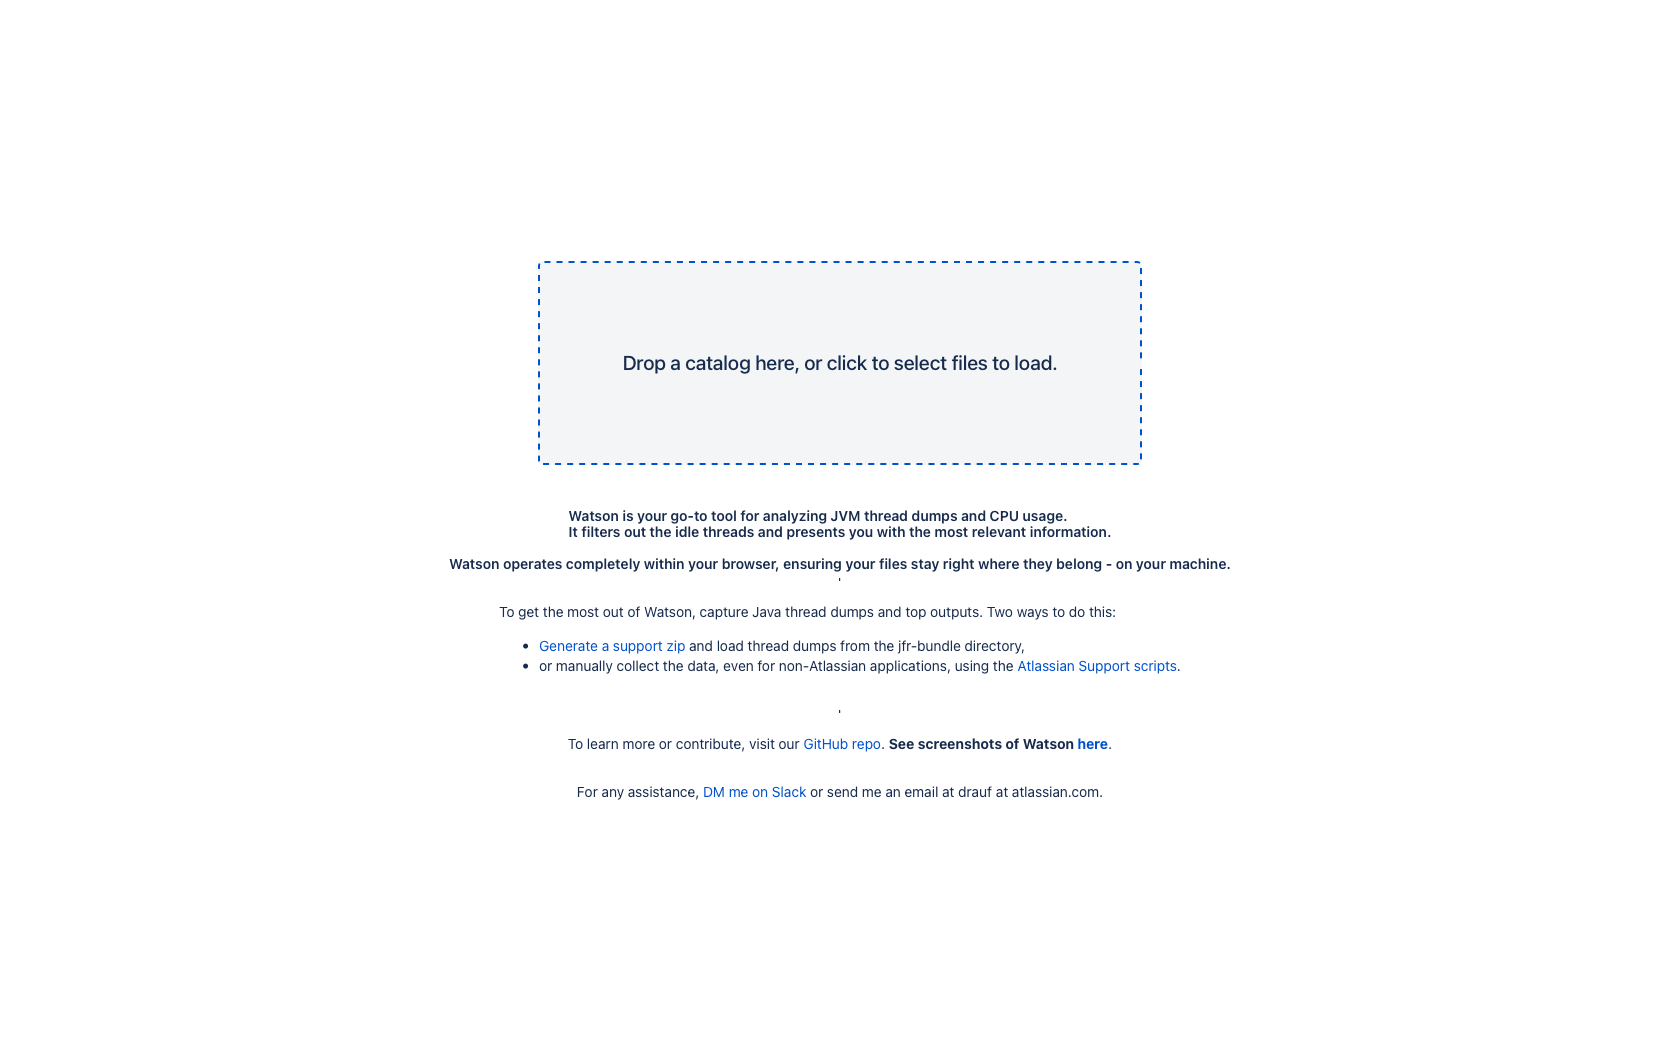 Drop a catalog here, or click to select files to load.
Watson is your go-to tool for analyzing JVM thread dumps and CPU usage.
It filters out the idle threads and presents you with the most relevant information.
Watson operates completely within your browser, ensuring your files stay right where they belong - on your machine.
'
To get the most out of Watson, capture Java thread dumps and top outputs. Two ways to do this:
• Generate a support zip and load thread dumps from the jfr-bundle directory,
• or manually collect the data, even for non-Atlassian applications, using the Atlassian Support scripts.
'
To learn more or contribute, visit our GitHub repo. See screenshots of Watson here.
For any assistance, DM me on Slack or send me an email at drauf at atlassian.com.